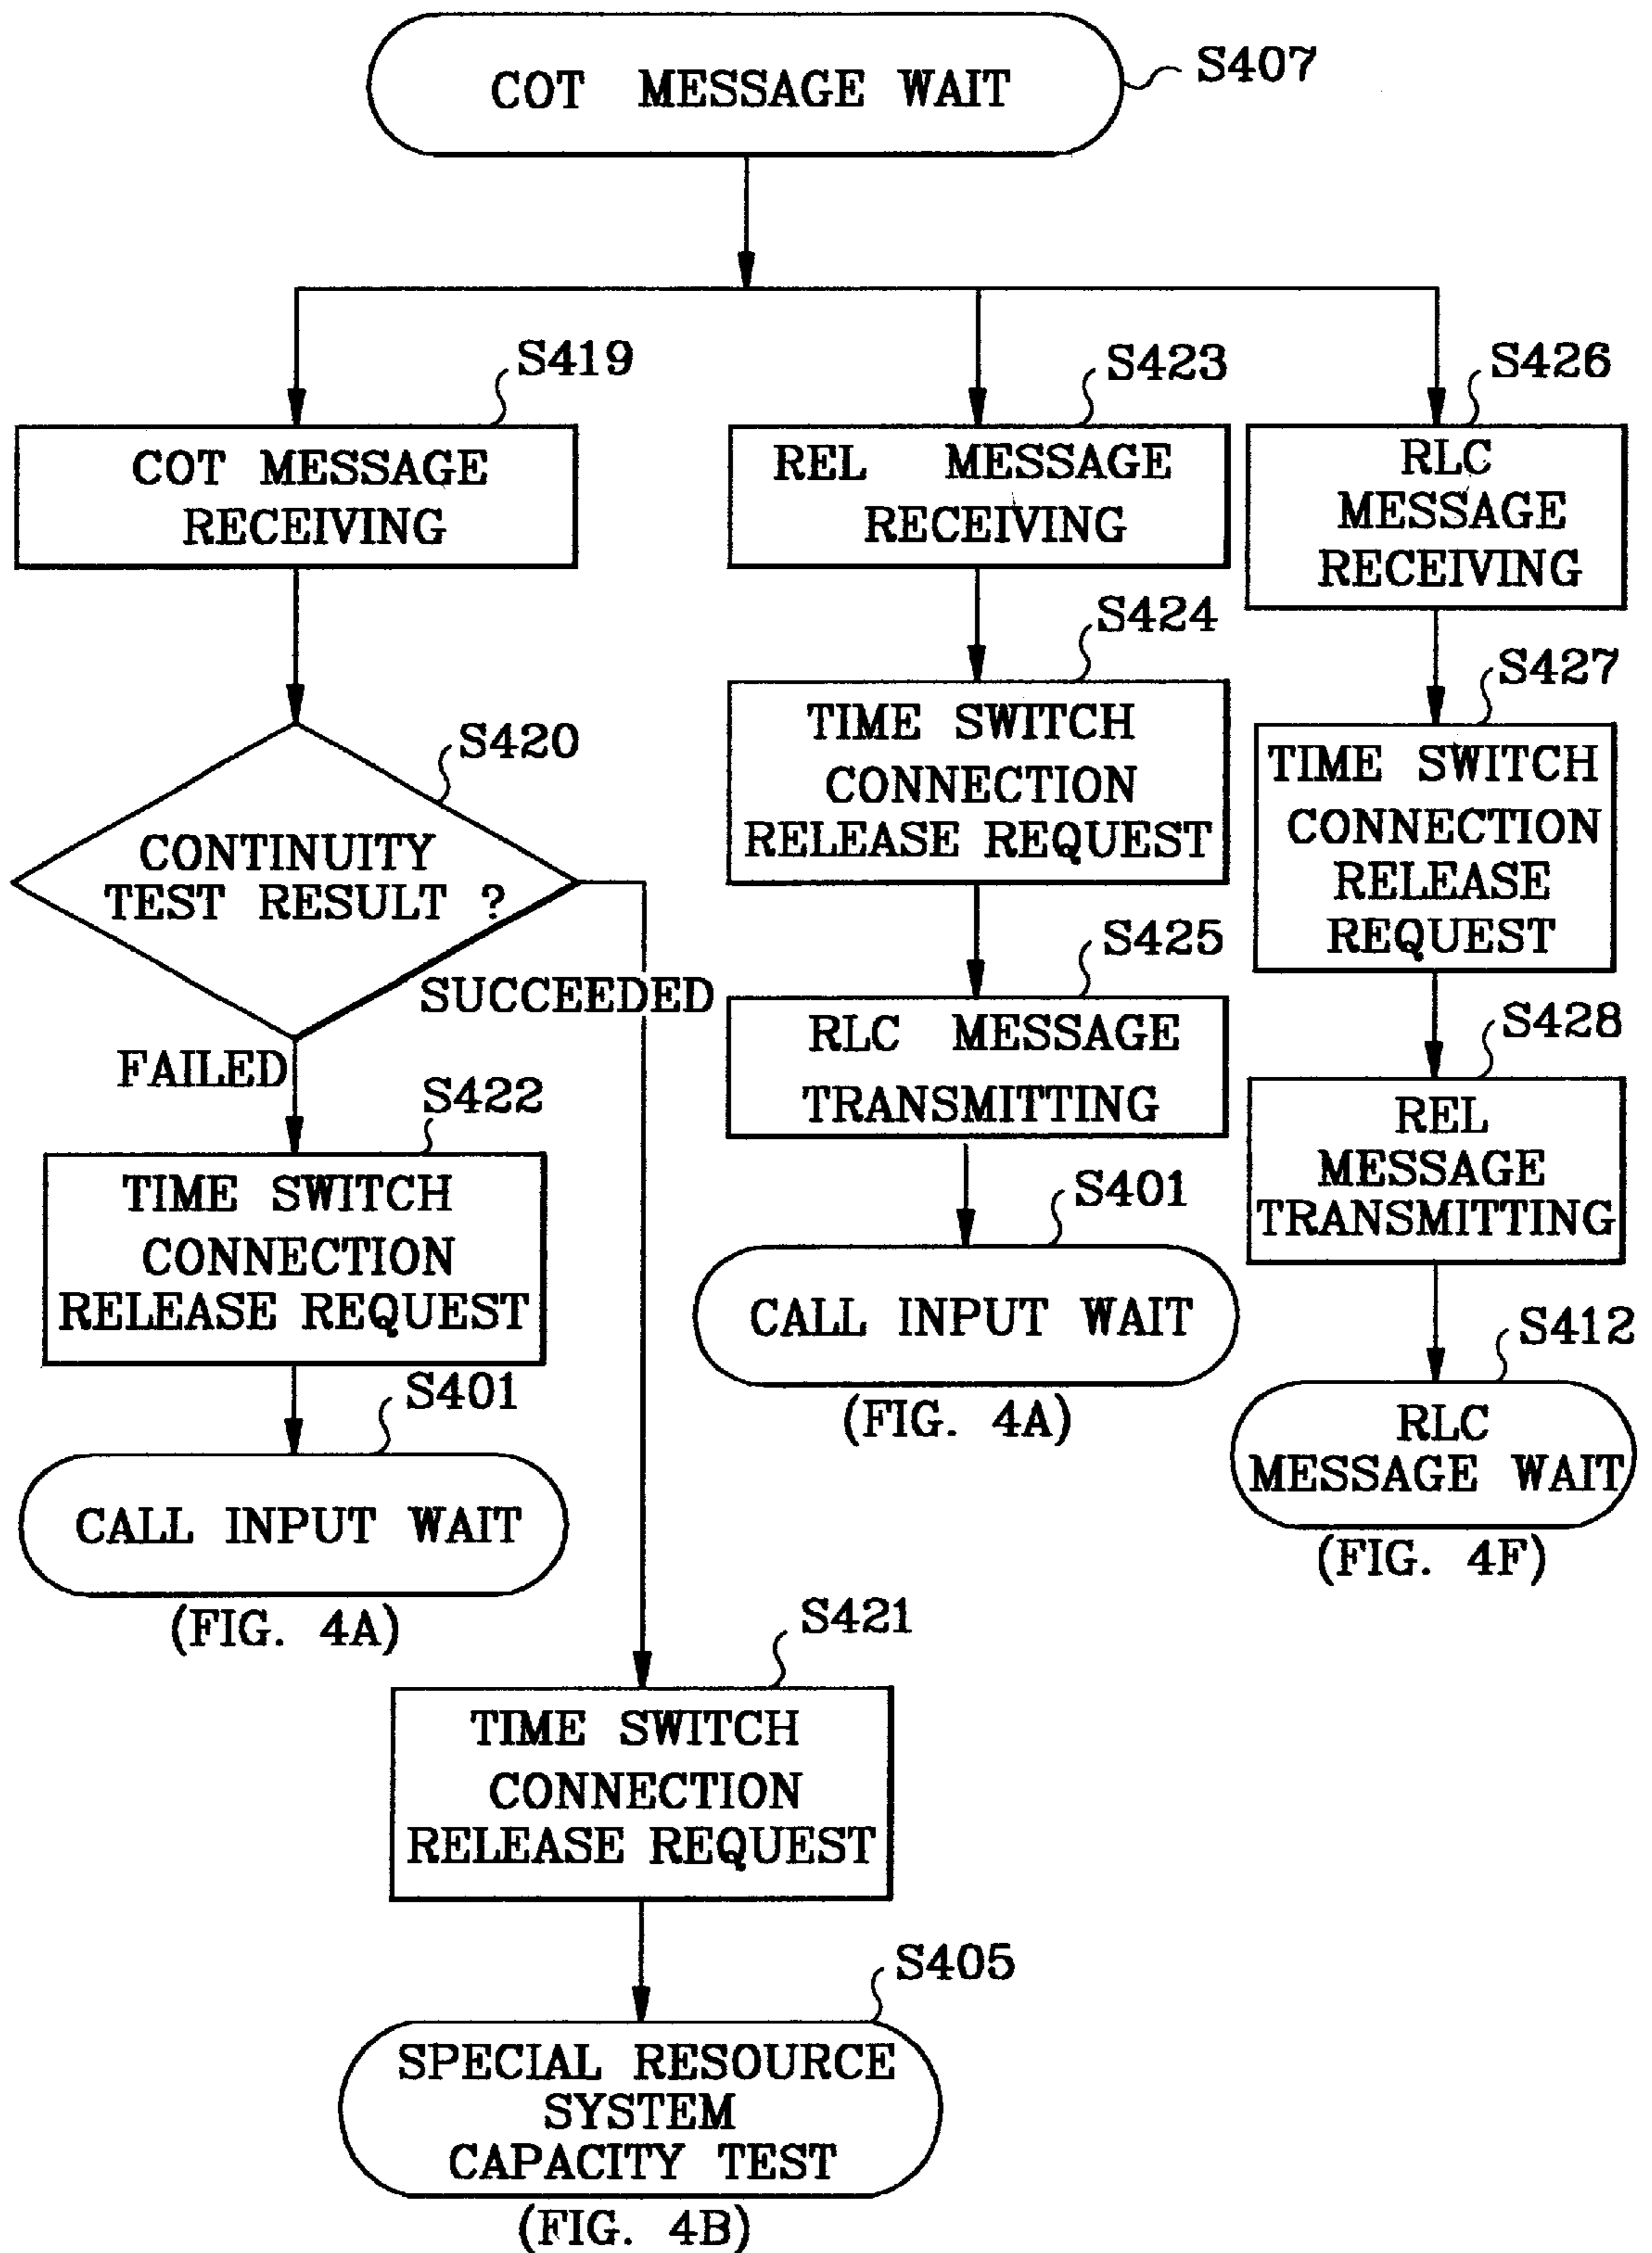 COT MESSAGE WAIT
S407
S419
COT MESSAGE
RECEIVING
S420
CONTINUITY
TEST RESULT ?
SUCCEEDED
FAILED
S422
TIME SWITCH
CONNECTION
RELEASE REQUEST
S401
CALL INPUT WAIT
(FIG. 4A)
S421
TIME SWITCH
CONNECTION
RELEASE REQUEST
S405
SPECIAL RESOURCE
SYSTEM
CAPACITY TEST
(FIG. 4B)
S423
REL MESSAGE
RECEIVING
S424
TIME SWITCH
CONNECTION
RELEASE REQUEST
S425
RLC MESSAGE
TRANSMITTING
S401
CALL INPUT WAIT
(FIG. 4A)
S426
RLC
MESSAGE
RECEIVING
S427
TIME SWITCH
CONNECTION
RELEASE
REQUEST
S428
REL
MESSAGE
TRANSMITTING
S412
RLC
MESSAGE WAIT
(FIG. 4F)